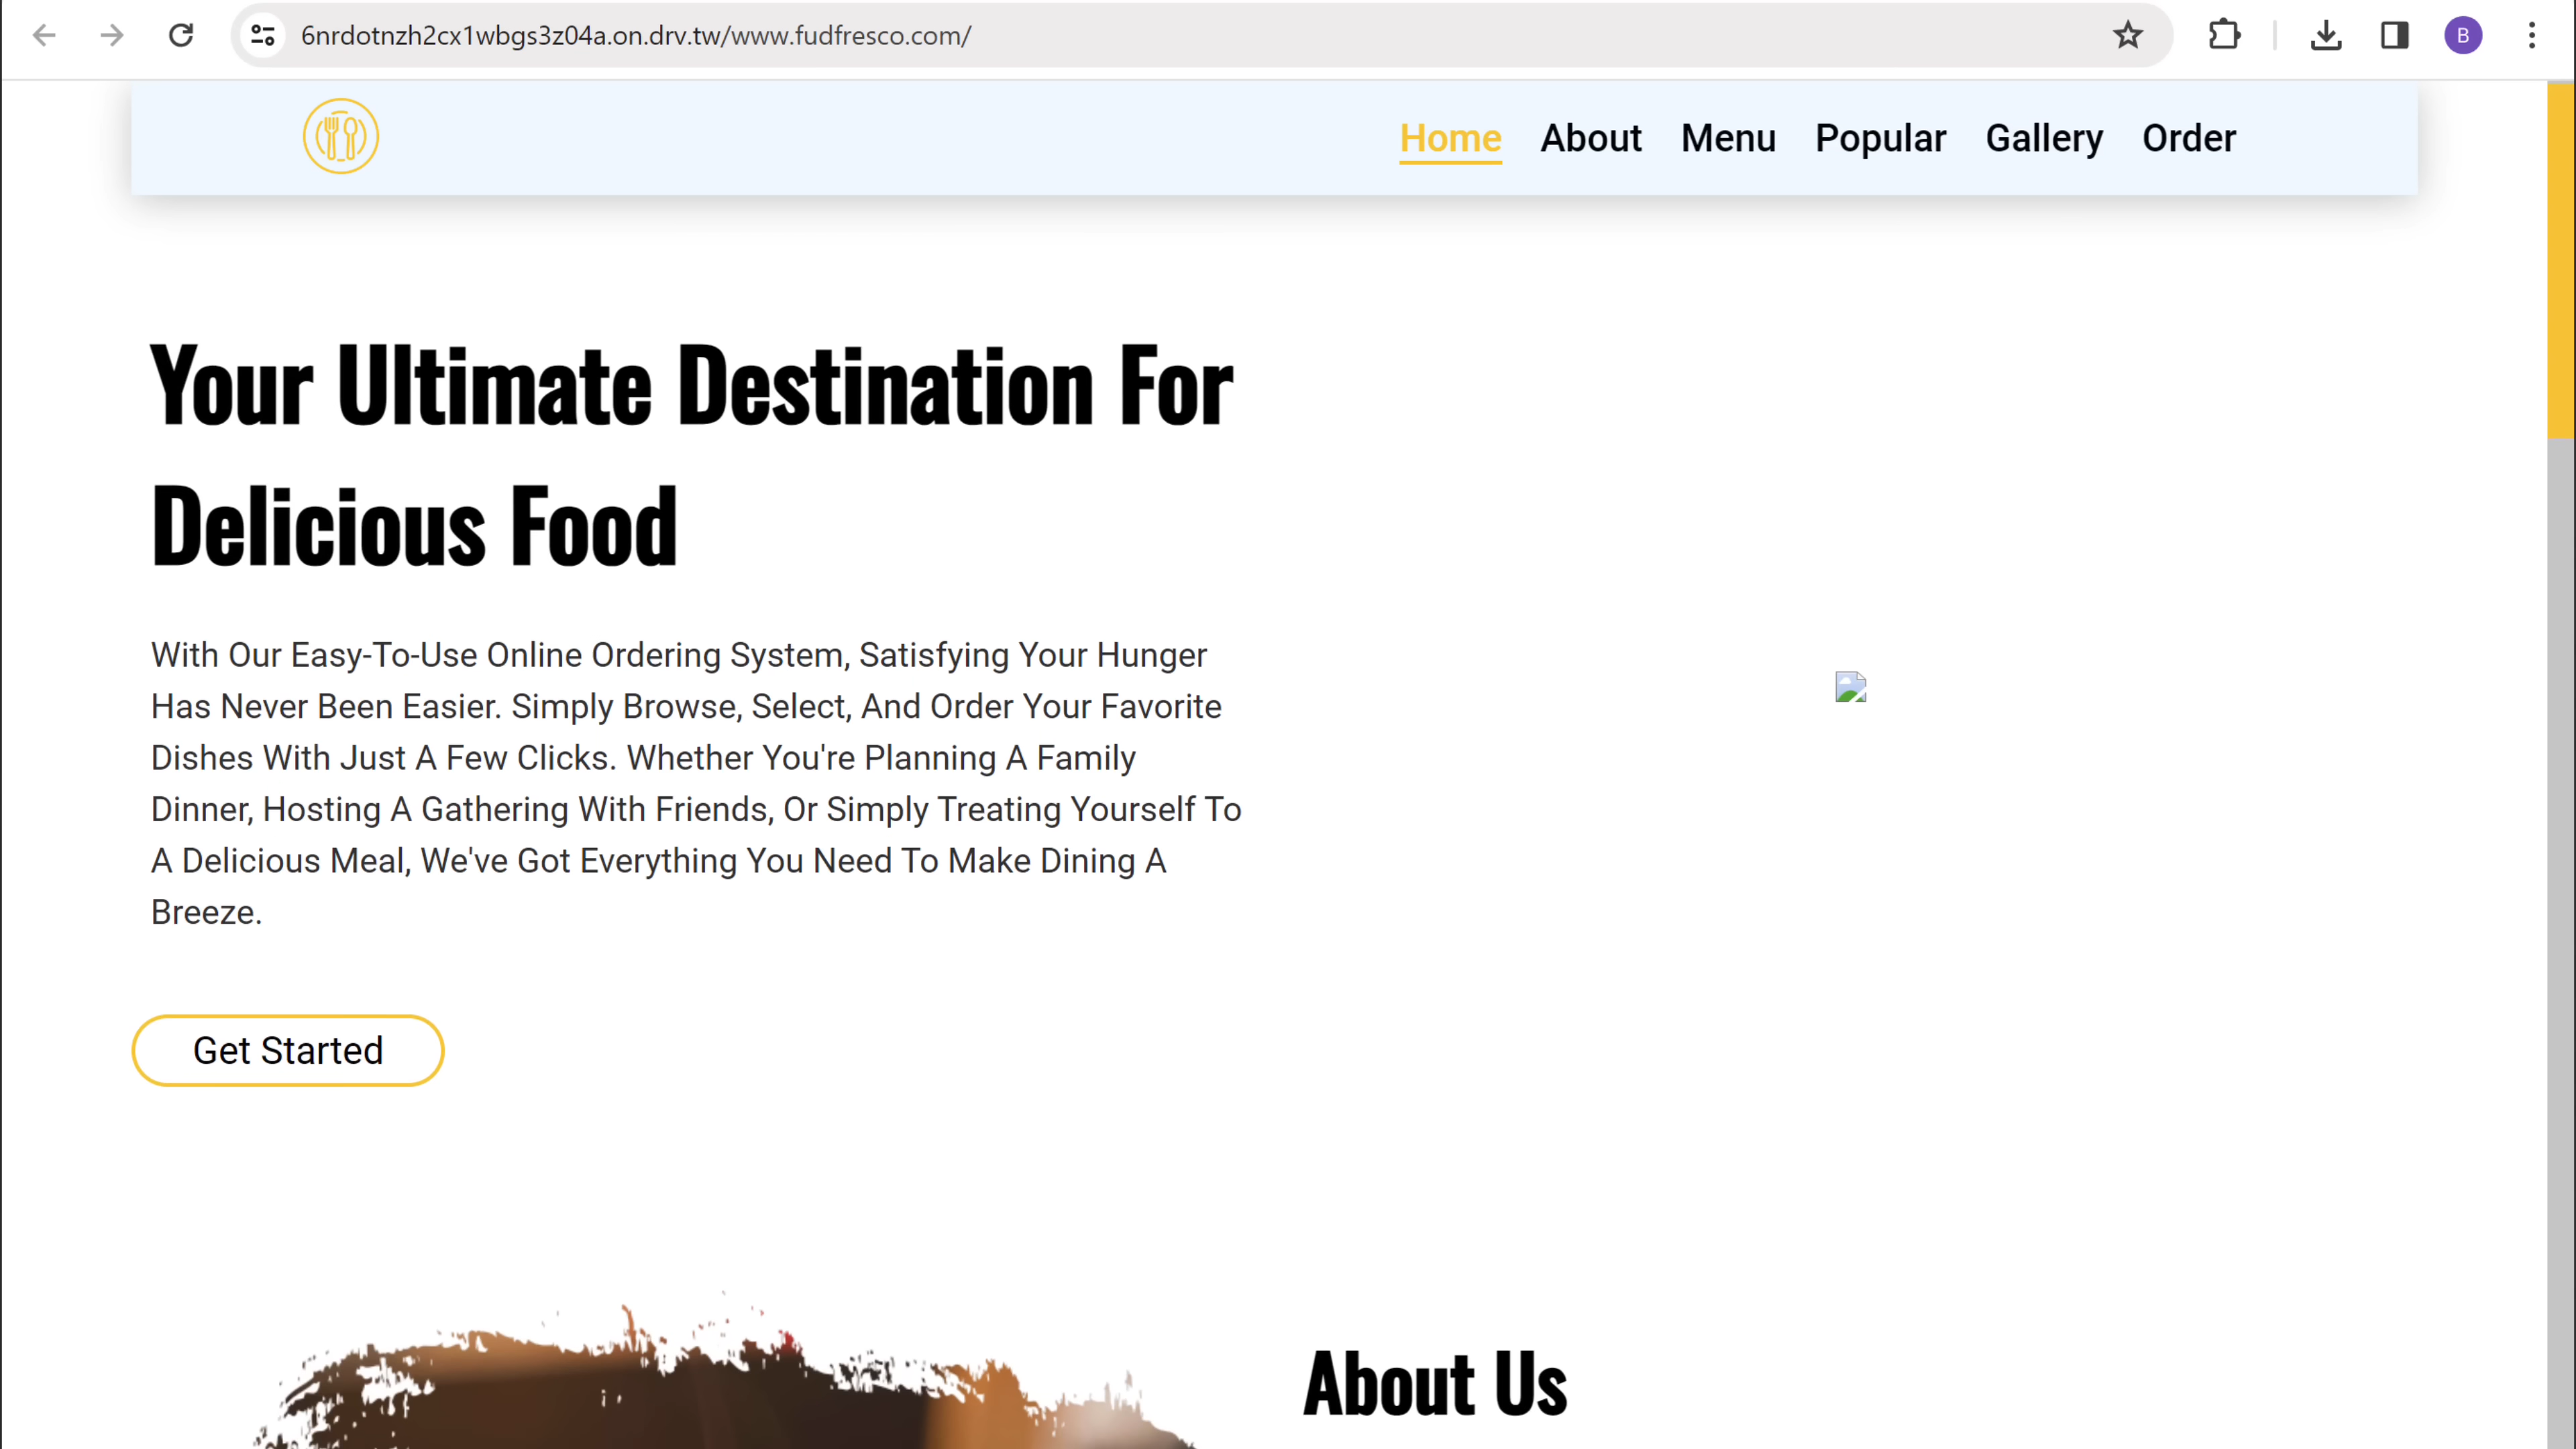 6nrdotnzh2cx1wbgs3z04a.on.drv.tw/www.fudfresco.com/
B
Home About Menu Popular Gallery Order
Your Ultimate Destination For
Delicious Food
With Our Easy-To-Use Online Ordering System, Satisfying Your Hunger
Has Never Been Easier. Simply Browse, Select, And Order Your Favorite
Dishes With Just A Few Clicks. Whether You're Planning A Family
Dinner, Hosting A Gathering With Friends, Or Simply Treating Yourself To
A Delicious Meal, We've Got Everything You Need To Make Dining A
Breeze.
Get Started
About Us